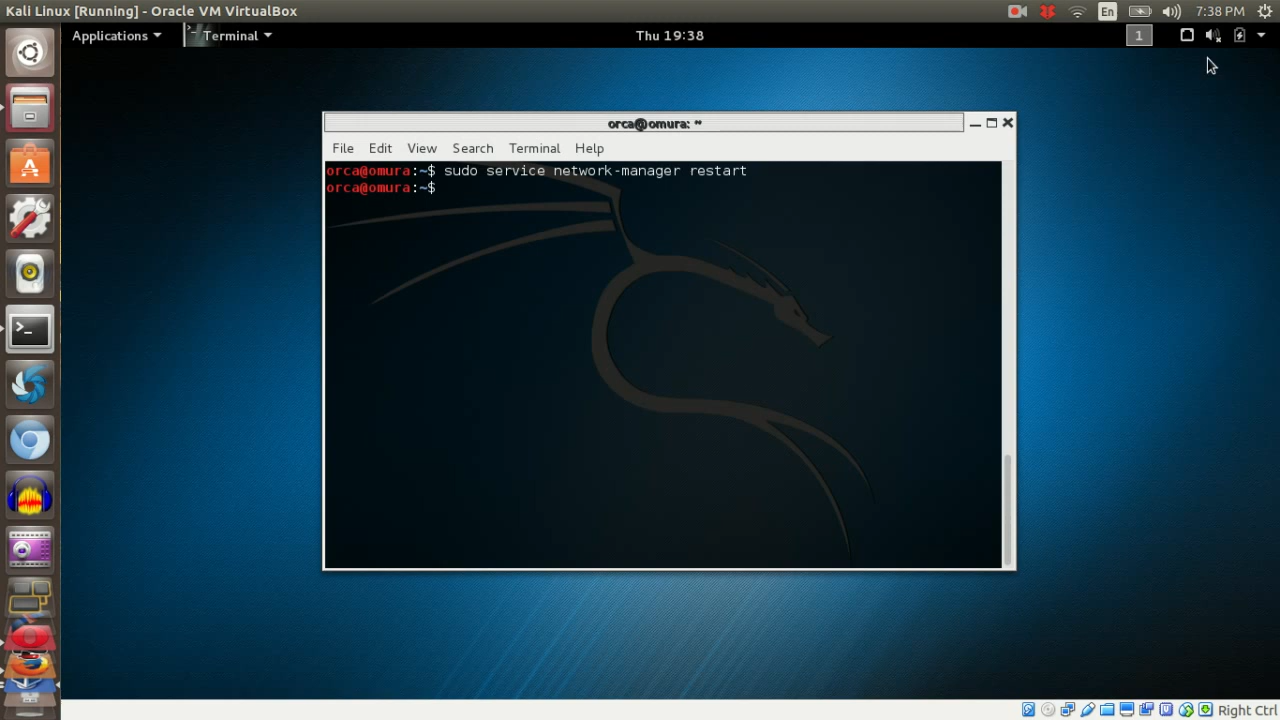 Kali Linux [Running] - Oracle VM VirtualBox
En
7:38 PM
Applications
Terminal
Thu 19:38
1
orca@omura: ~
File Edit View Search Terminal Help
orca@omura:~$ sudo service network-manager restart
orca@omura:~$
Right Ctrl